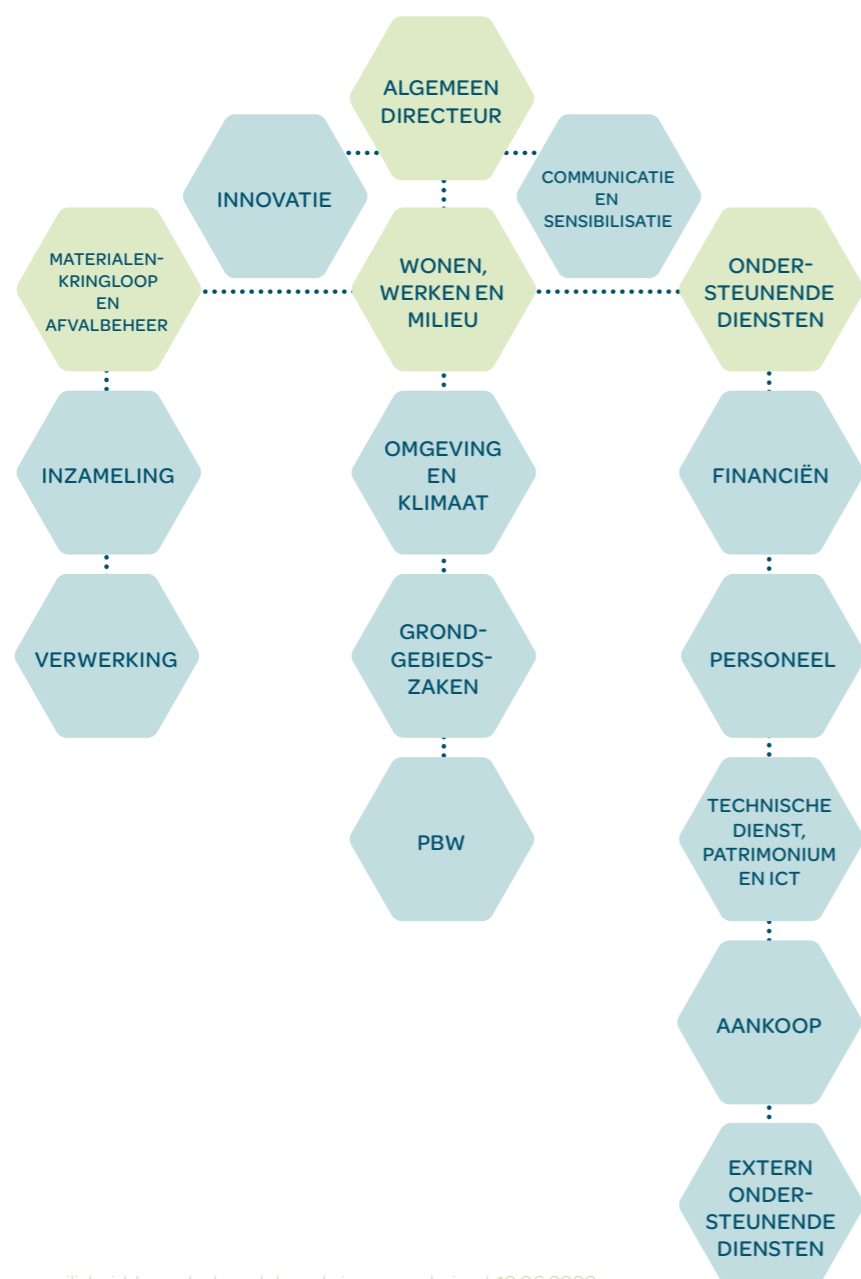 ALGEMEEN
DIRECTEUR
INNOVATIE
COMMUNICATIE
EN
SENSIBILISATIE
MATERIALEN-
KRINGLOOP
EN
AFVALBEHEER
WONEN,
WERKEN EN
MILIEU
ONDER-
STEUNENDE
DIENSTEN
INZAMELING
VERWERKING
OMGEVING
EN
KLIMAAT
GROND-
GEBIEDS-
ZAKEN
PBW
FINANCIËN
PERSONEEL
TECHNISCHE
DIENST,
PATRIMONIUM
EN ICT
AANKOOP
EXTERN
ONDER-
STEUNENDE
DIENSTEN